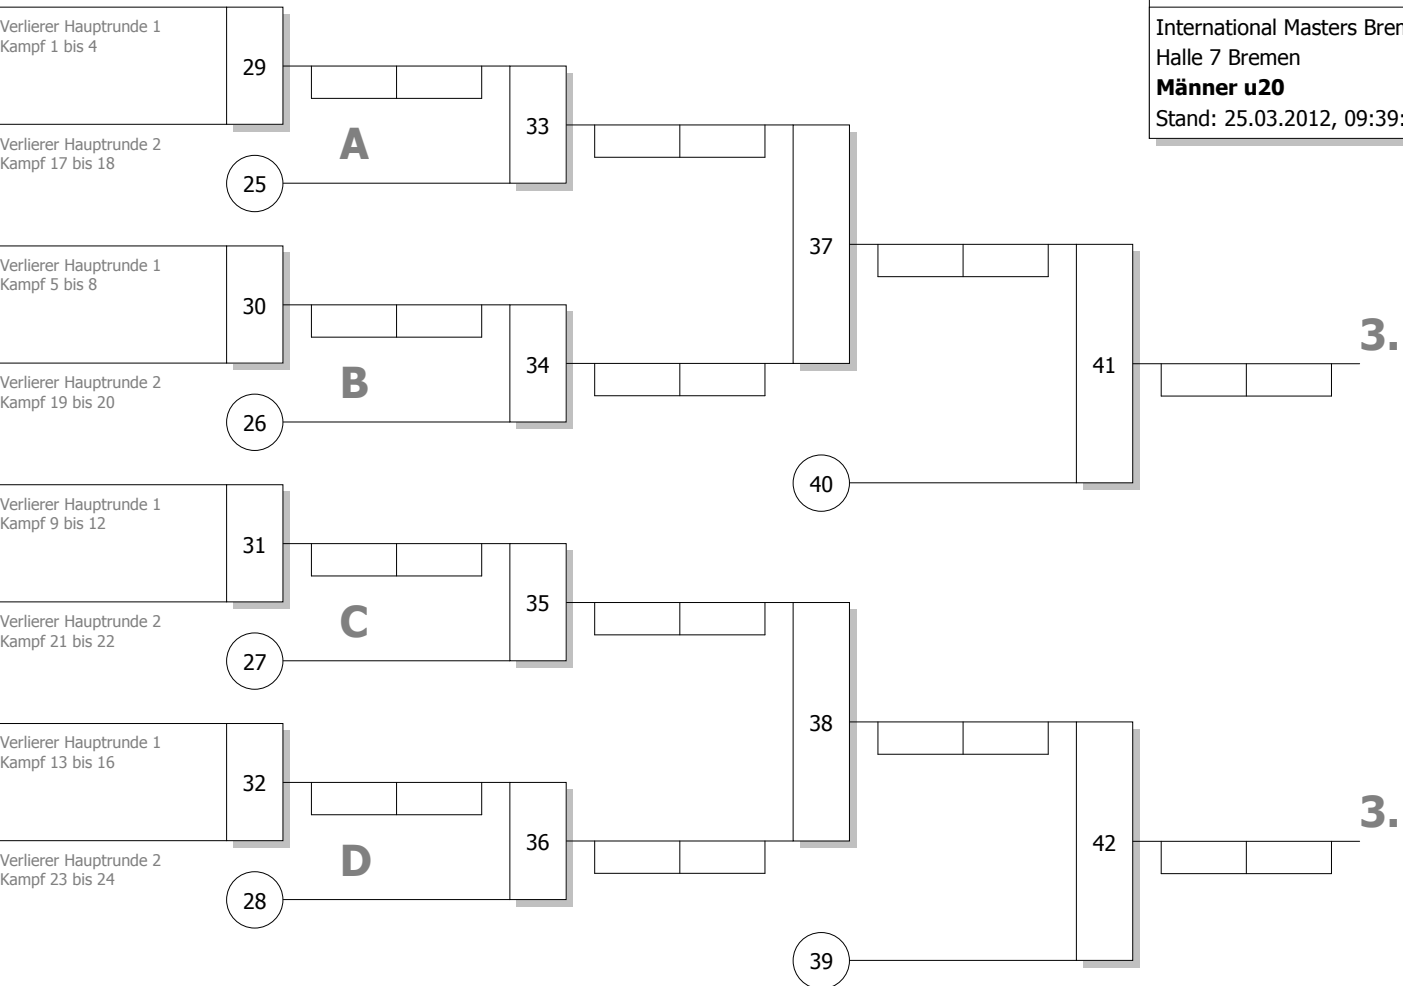 International Masters
Halle 7 Bremen
Männer u20
Stand: 25.03.2012, 09:39:
Verlierer Hauptrunde 1
Kampf 1 bis 4
29
33
A
Verlierer Hauptrunde 2
Kampf 17 bis 18
25
37
Verlierer Hauptrunde 1
Kampf 5 bis 8
30
34
B
Verlierer Hauptrunde 2
Kampf 19 bis 20
26
41
3.
40
Verlierer Hauptrunde 1
Kampf 9 bis 12
31
35
C
Verlierer Hauptrunde 2
Kampf 21 bis 22
27
38
Verlierer Hauptrunde 1
Kampf 13 bis 16
32
36
D
Verlierer Hauptrunde 2
Kampf 23 bis 24
28
42
3.
39